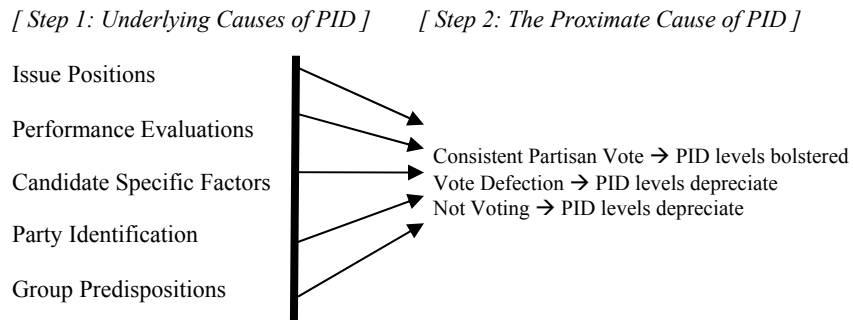 [ Step 1: Underlying Causes of PID ] [ Step 2: The Proximate Cause of PID ]
Issue Positions
Performance Evaluations
Consistent Partisan Vote → PID levels bolstered
Candidate Specific Factors
Vote Defection → PID levels depreciate
Not Voting → PID levels depreciate
Party Identification
Group Predispositions